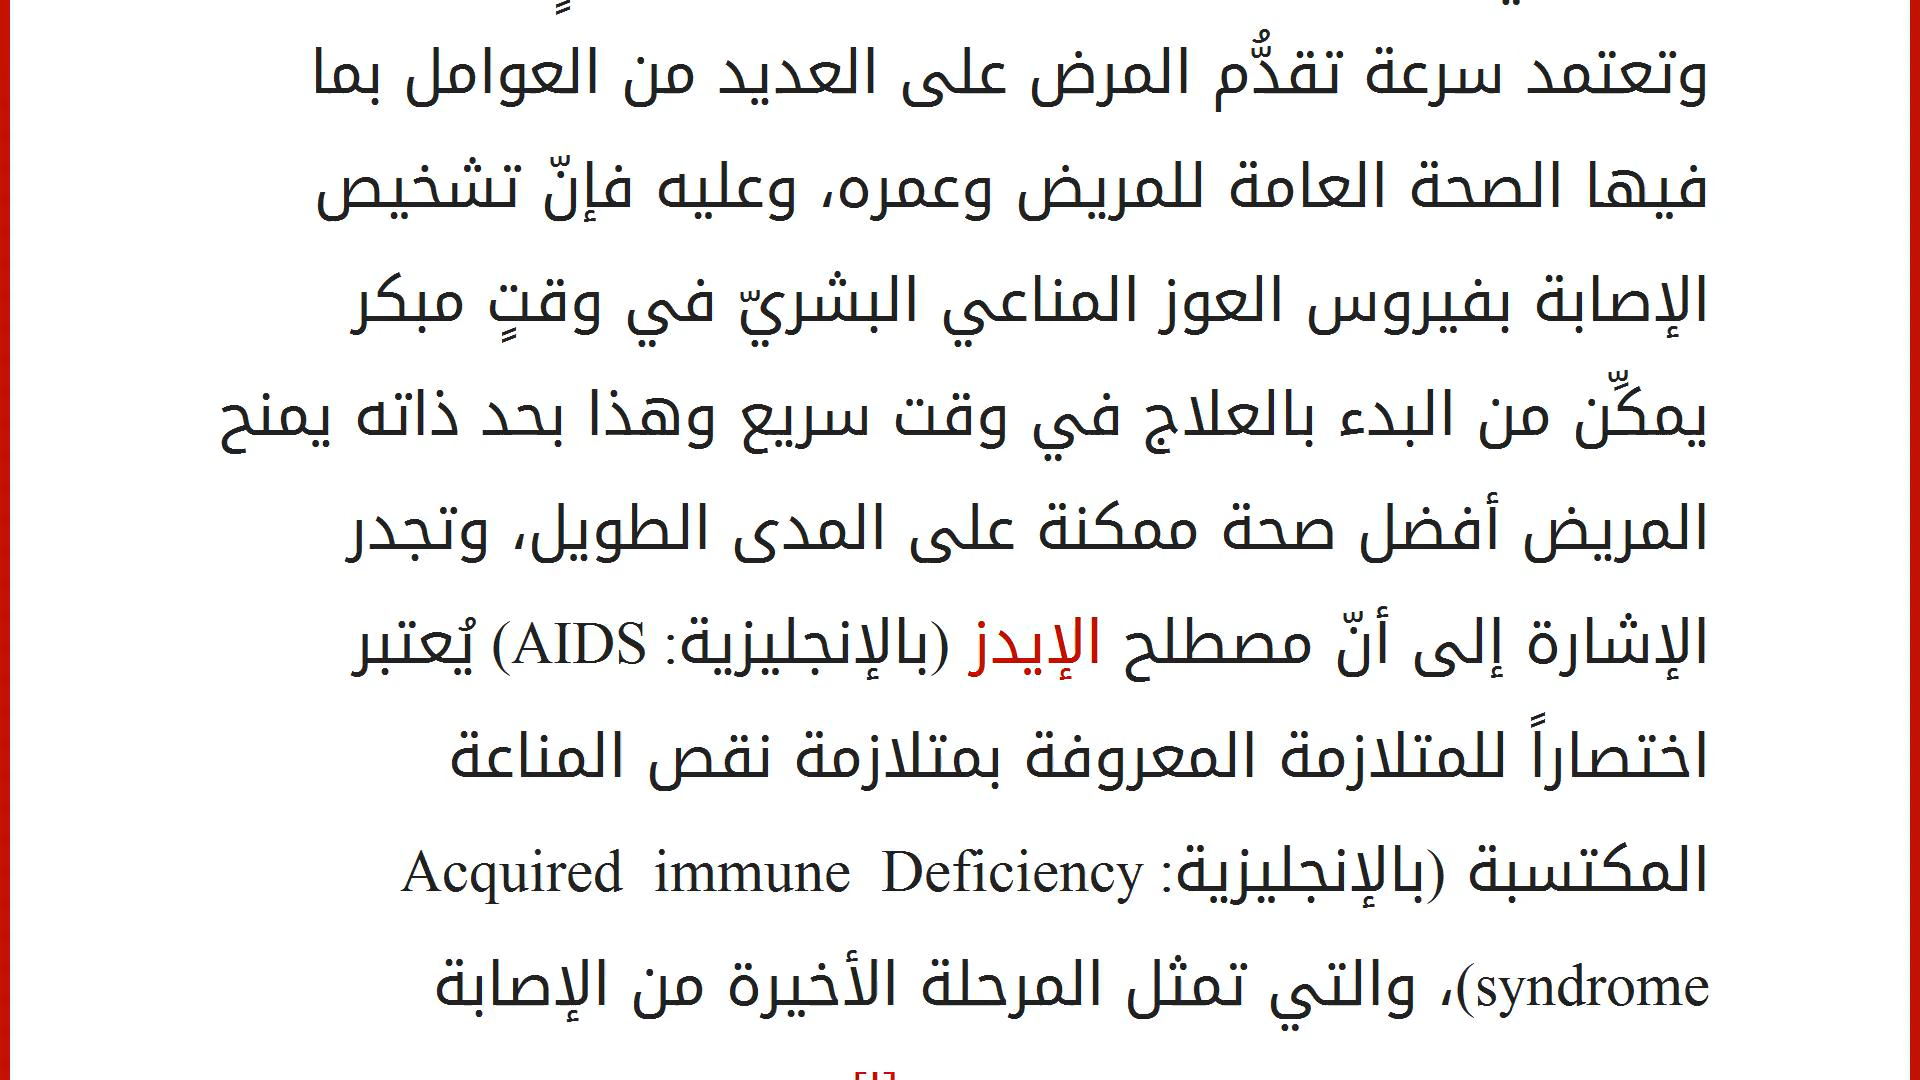 وتعتمد سرعة تقدُّم المرض على العديد من العوامل بما
فيها الصحة العامة للمريض وعمره، وعليه فإنّ تشخيص
الإصابة بفيروس العوز المناعي البشريّ في وقتٍ مبكر
يمكِّن من البدء بالعلاج في وقت سريع وهذا بحد ذاته يمنح
المريض أفضل صحة ممكنة على المدى الطويل، وتجدر
الإشارة إلى أنّ مصطلح الإيدز (بالإنجليزية: AIDS) يُعتبر
اختصاراً للمتلازمة المعروفة بمتلازمة نقص المناعة
المكتسبة (بالإنجليزية: Acquired immune Deficiency
syndrome)، والتي تمثل المرحلة الأخيرة من الإصابة